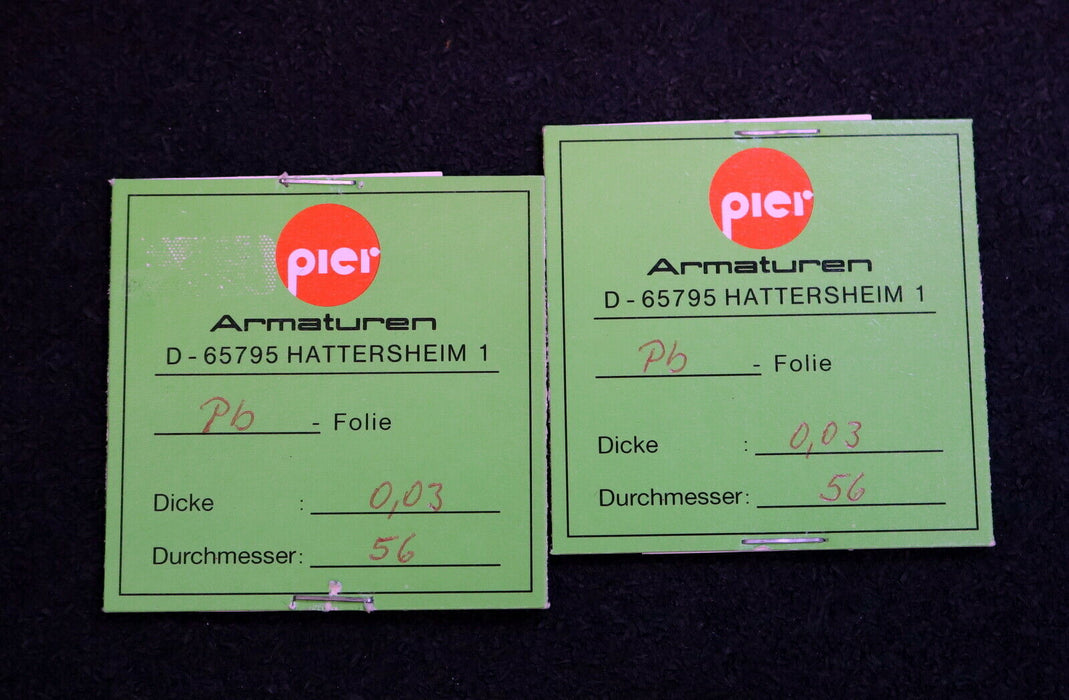 pier
Armaturen
D-65795 HATTERSHEIM 1
Pb - Folie
Dicke : 0,03
Durchmesser: 56
pier
Armaturen
D-65795 HATTERSHEIM 1
Pb - Folie
Dicke : 0,03
Durchmesser: 56